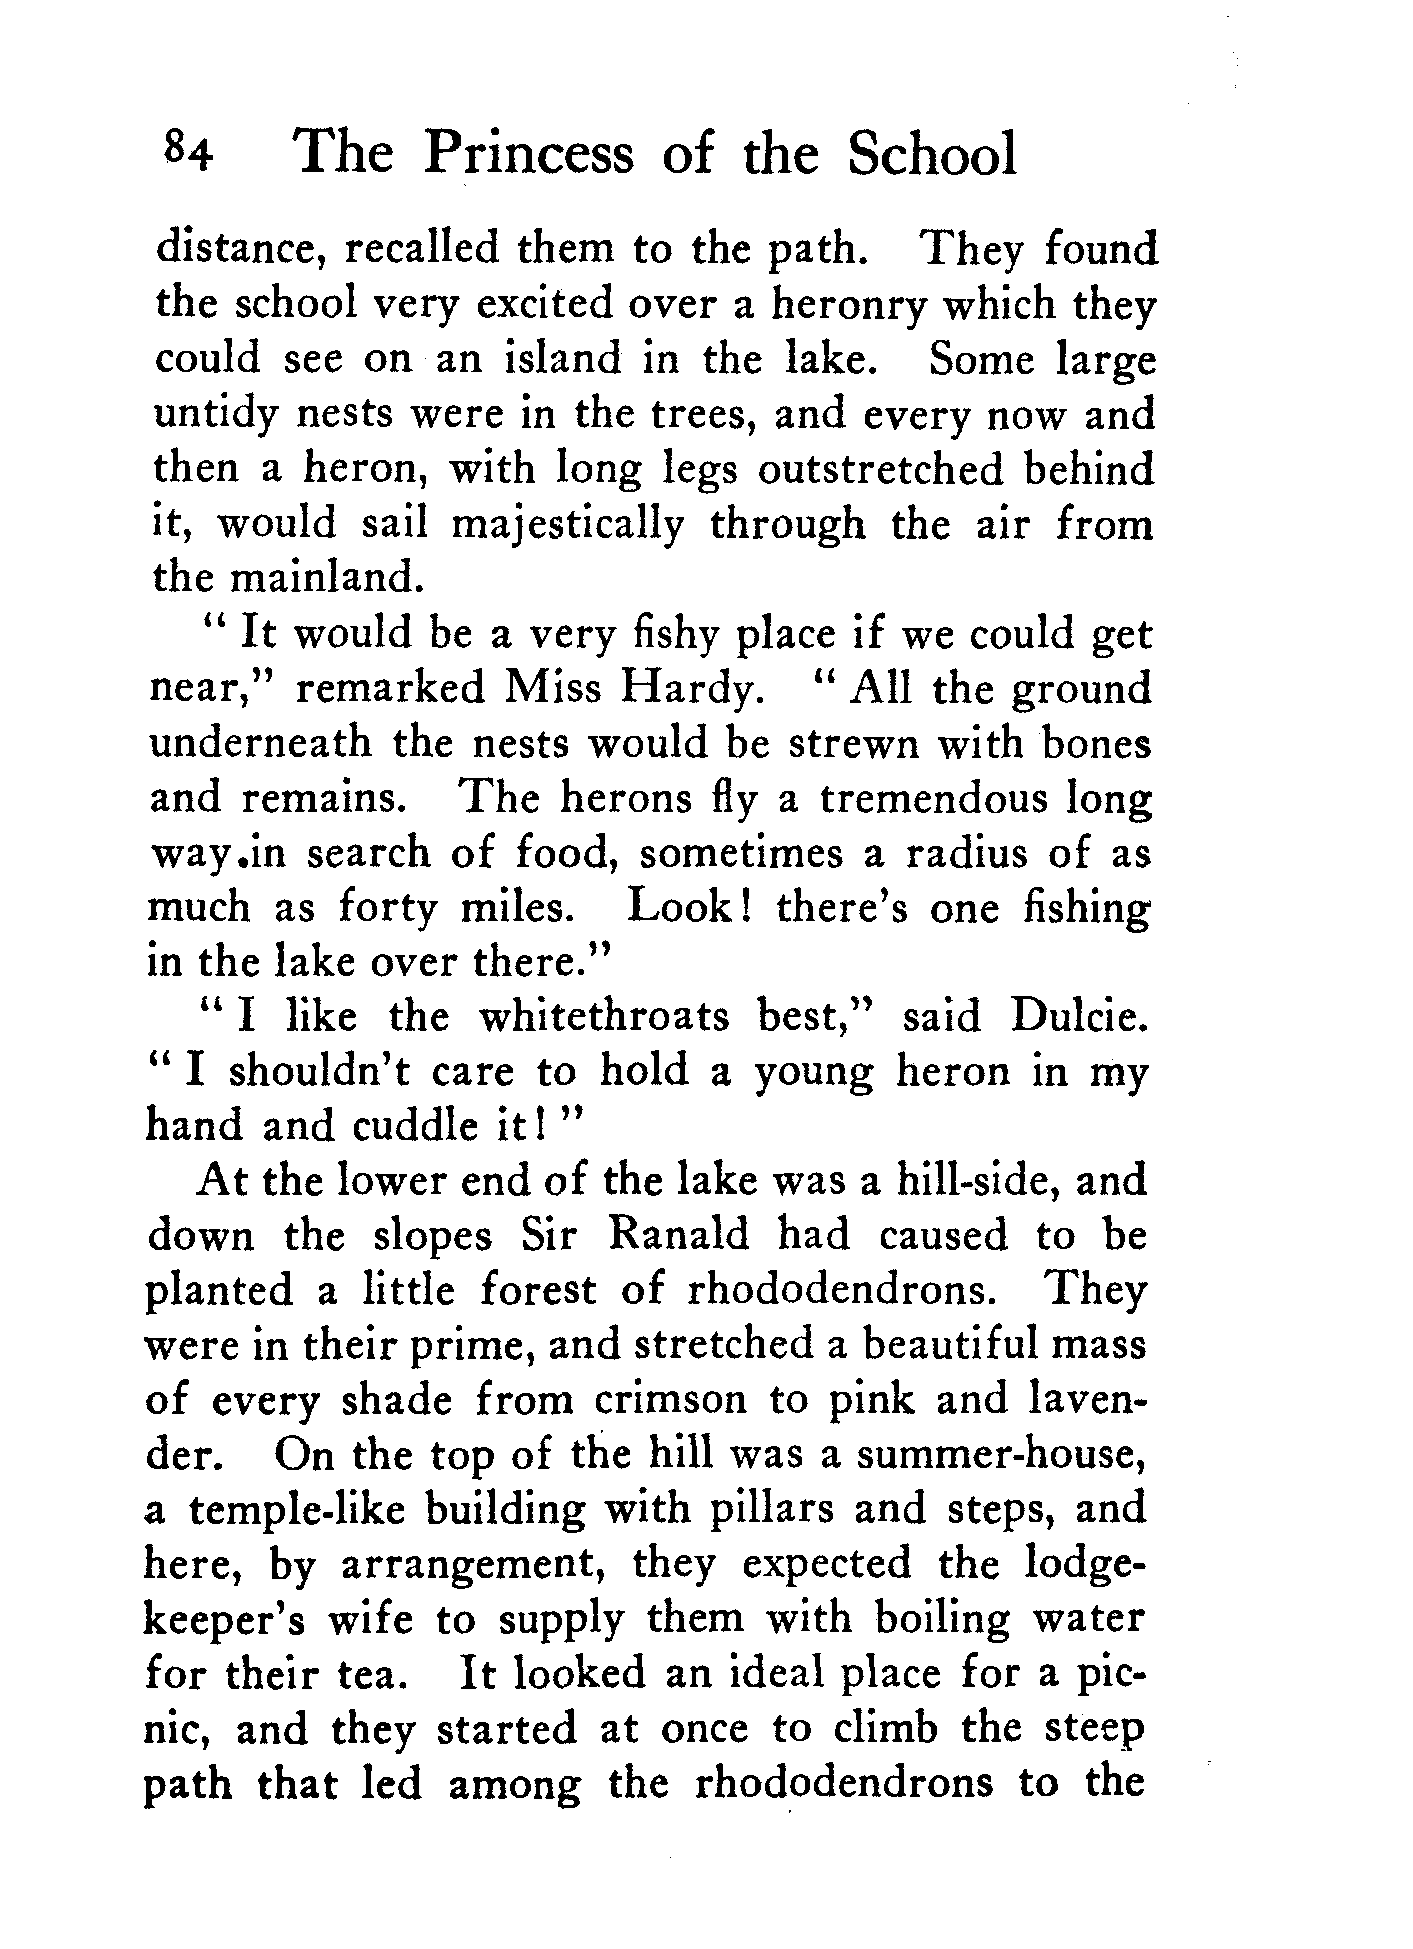 84 The Princess of the School
distance, recalled them to the path. They found
the school very excited over a heronry which they
could see on an island in the lake. Some large
untidy nests were in the trees, and every now and
then a heron, with long legs outstretched behind
it, would sail majestically through the air from
the mainland.
" It would be a very fishy place if we could get
near," remarked Miss Hardy. " All the ground
underneath the nests would be strewn with bones
and remains. The herons fly a tremendous long
way.in search of food, sometimes a radius of as
much as forty miles. Look! there's one fishing
in the lake over there."
" I like the whitethroats best," said Dulcie.
" I shouldn't care to hold a young heron in my
hand and cuddle it! "
At the lower end of the lake was a hill-side, and
down the slopes Sir Ranald had caused to be
planted a little forest of rhododendrons. They
were in their prime, and stretched a beautiful mass
of every shade from crimson to pink and laven-
der. On the top of the hill was a summer-house,
a temple-like building with pillars and steps, and
here, by arrangement, they expected the lodge-
keeper's wife to supply them with boiling water
for their tea. It looked an ideal place for a pic-
nic, and they started at once to climb the steep
path that led among the rhododendrons to the